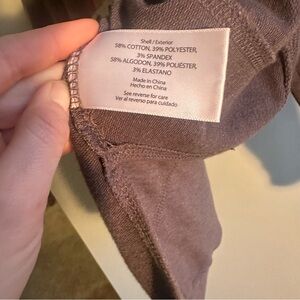 Shell / Exterior
58% COTTON, 39% POLYESTER,
3% SPANDEX
58% ALGODON, 39% POLIÉSTER,
3% ELASTANO
Made in China
Hecho en China
See reverse for care
Ver al reverso para cuidado